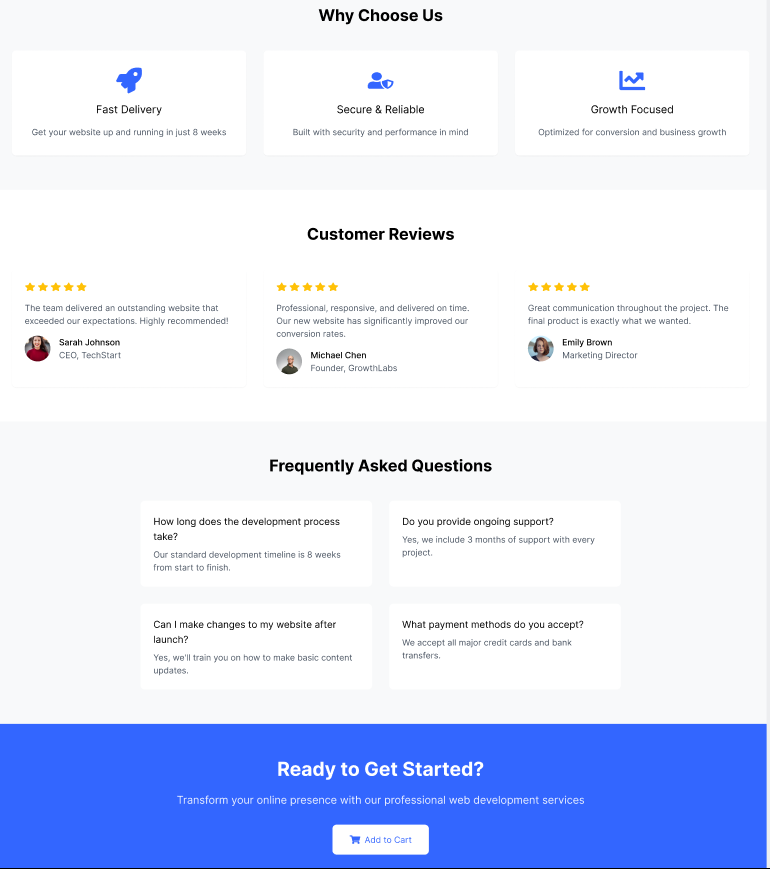 Why Choose Us
Fast Delivery
Get your website up and running in just 8 weeks
Secure & Reliable
Built with security and performance in mind
Growth Focused
Optimized for conversion and business growth
Customer Reviews
The team delivered an outstanding website that
exceeded our expectations. Highly recommended!
Sarah Johnson
CEO, TechStart
Professional, responsive, and delivered on time.
Our new website has significantly improved our
conversion rates.
Michael Chen
Founder, GrowthLabs
Great communication throughout the project. The
final product is exactly what we wanted.
Emily Brown
Marketing Director
Frequently Asked Questions
How long does the development process
take?
Our standard development timeline is 8 weeks
from start to finish.
Do you provide ongoing support?
Yes, we include 3 months of support with every
project.
Can I make changes to my website after
launch?
Yes, we'll train you on how to make basic content
updates.
What payment methods do you accept?
We accept all major credit cards and bank
transfers.
Ready to Get Started?
Transform your online presence with our professional web development services
Add to Cart